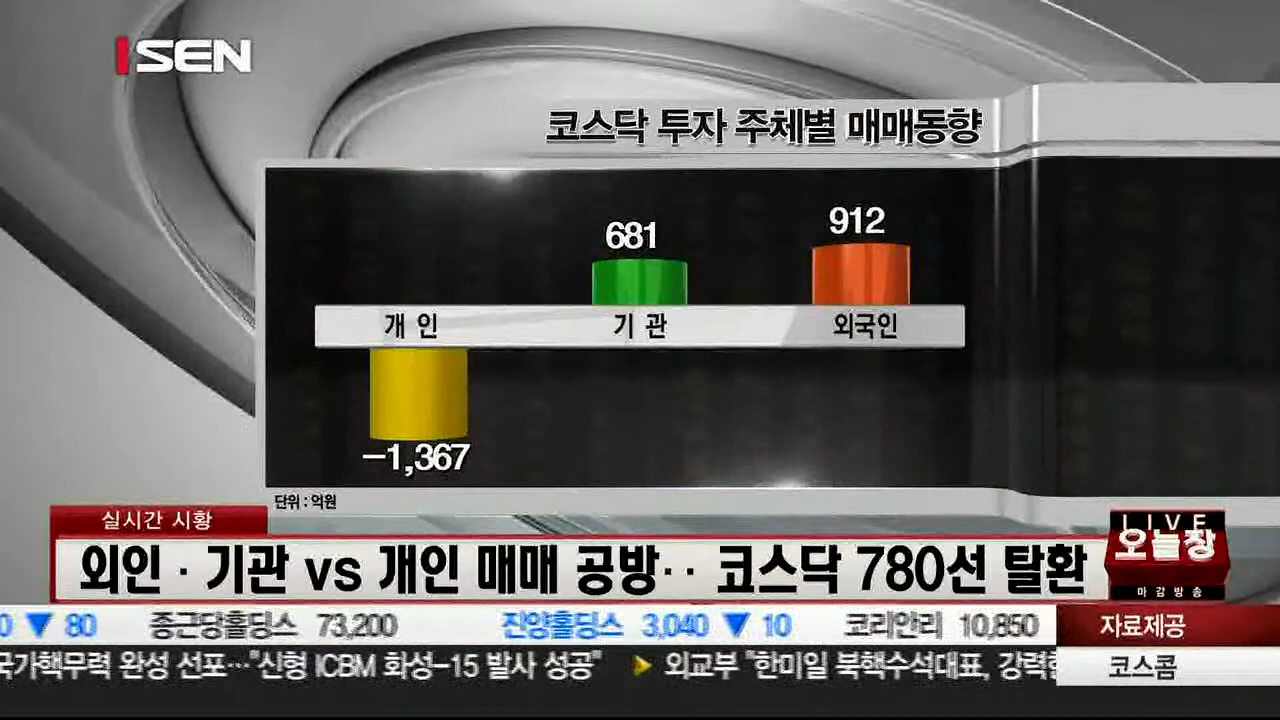 SEN
코스닥 투자 주체별 매매동향
681
912
개인
기관
외국인
-1,367
단위 : 억원
실시간 시황
외인·기관 vs 개인 매매 공방‥ 코스닥 780선 탈환
LIVE
오늘장
마감방송
0 ▼ 80 종근당홀딩스 73,200 진양홀딩스 3,040 ▼ 10 코리안리 10,850
자료제공
국가핵무력 완성 선포…"신형 ICBM 화성-15 발사 성공" ▶ 외교부 "한미일 북핵수석대표, 강력한
코스콤